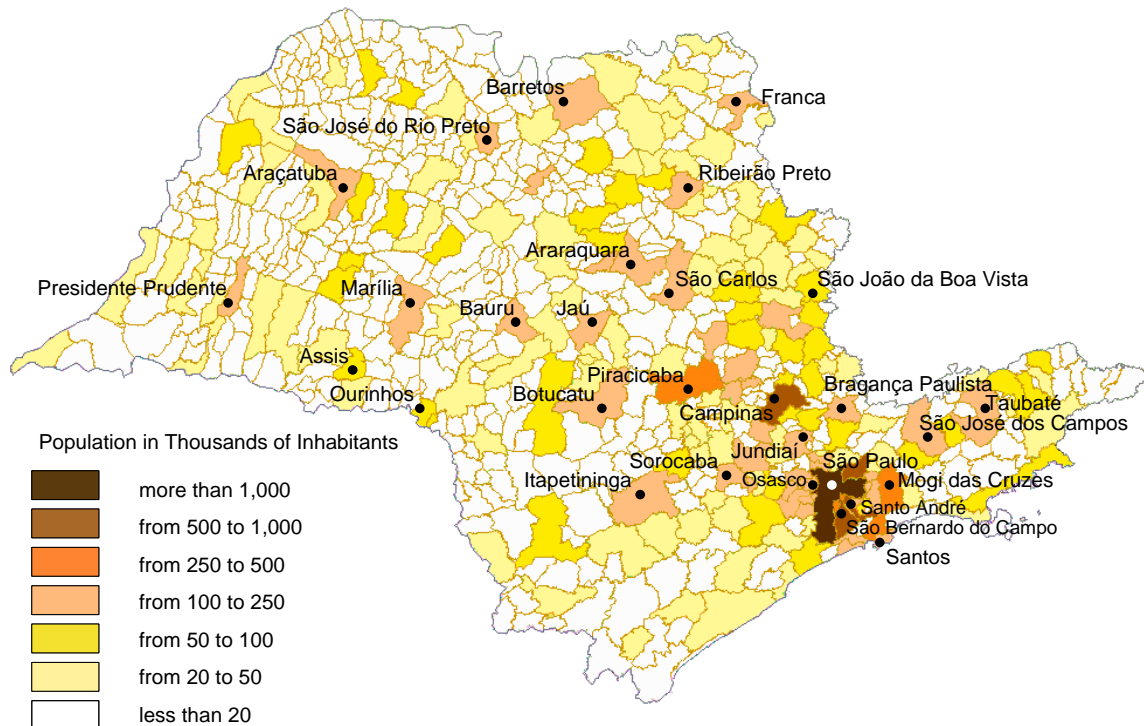 Barretos
Franca
São José do Rio Preto
Araçatuba
Ribeirão Preto
Araraquara
São Carlos
São João da Boa Vista
Presidente Prudente
Marília
Bauru
Jaú
Assis
Piracicaba
Bragança Paulista
Ourinhos
Botucatu
Campinas
Taubaté
São José dos Campos
Population in Thousands of Inhabitants
Jundiaí
São Paulo
Sorocaba
Itapetininga
Osasco
Mogi das Cruzes
more than 1,000
Santo André
from 500 to 1,000
São Bernardo do Campo
Santos
from 250 to 500
from 100 to 250
from 50 to 100
from 20 to 50
less than 20